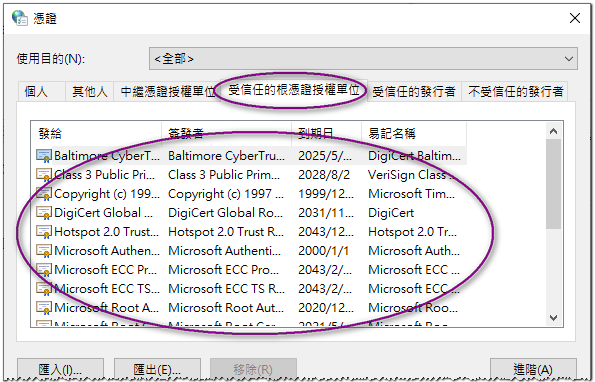 憑證
使用目的(N): <全部>
個人 其他人 中繼憑證授權單位 受信任的根憑證授權單位 受信任的發行者 不受信任的發行者
發給 簽發者 到期日 易記名稱
Baltimore CyberT... Baltimore CyberTru... 2025/5/... DigiCert Baltim...
Class 3 Public Prim... Class 3 Public Prim... 2028/8/2 VeriSign Class ...
Copyright (c) 199... Copyright (c) 1997 ... 1999/12... Microsoft Tim...
DigiCert Global ... DigiCert Global Ro... 2031/11... DigiCert
Hotspot 2.0 Trust... Hotspot 2.0 Trust R... 2043/12... Hotspot 2.0 Tr...
Microsoft Authen... Microsoft Authenti... 2000/1/1 Microsoft Auth...
Microsoft ECC Pr... Microsoft ECC Pro... 2043/2/... Microsoft ECC ...
Microsoft ECC TS ... Microsoft ECC TS R... 2043/2/... Microsoft ECC ...
Microsoft Root A... Microsoft Root Aut... 2020/12... Microsoft Roo...
匯入(I)... 匯出(E)... 移除(R) 進階(A)